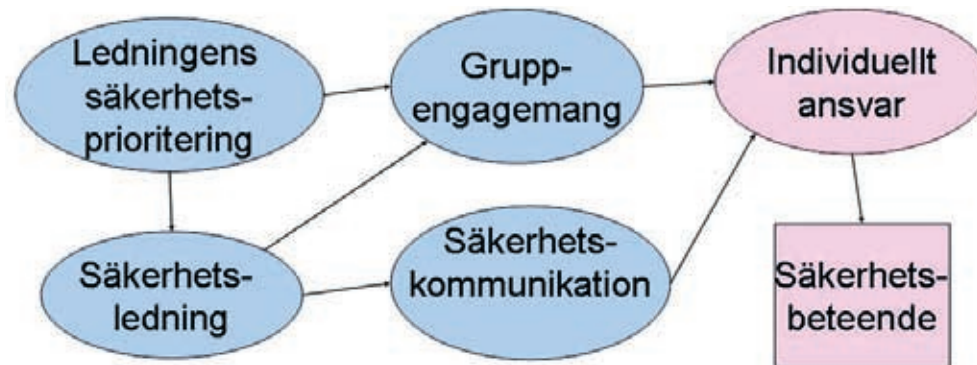 Ledningens
säkerhets-
prioritering
Grupp-
engagemang
Individuellt
ansvar
Säkerhets-
ledning
Säkerhets-
kommunikation
Säkerhets-
beteende